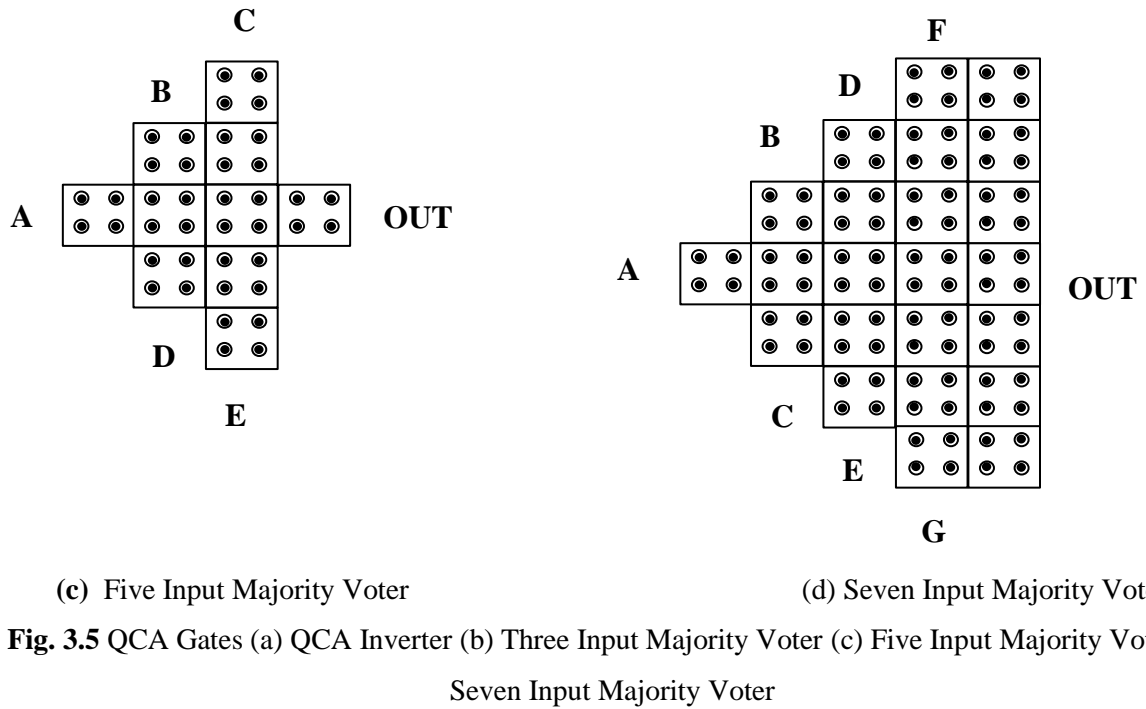 C
F
B
D
B
A
OUT
A
OUT
D
C
E
E
G
(c) Five Input Majority Voter
(d) Seven Input Majority Vot
Fig. 3.5 QCA Gates (a) QCA Inverter (b) Three Input Majority Voter (c) Five Input Majority Vo
Seven Input Majority Voter